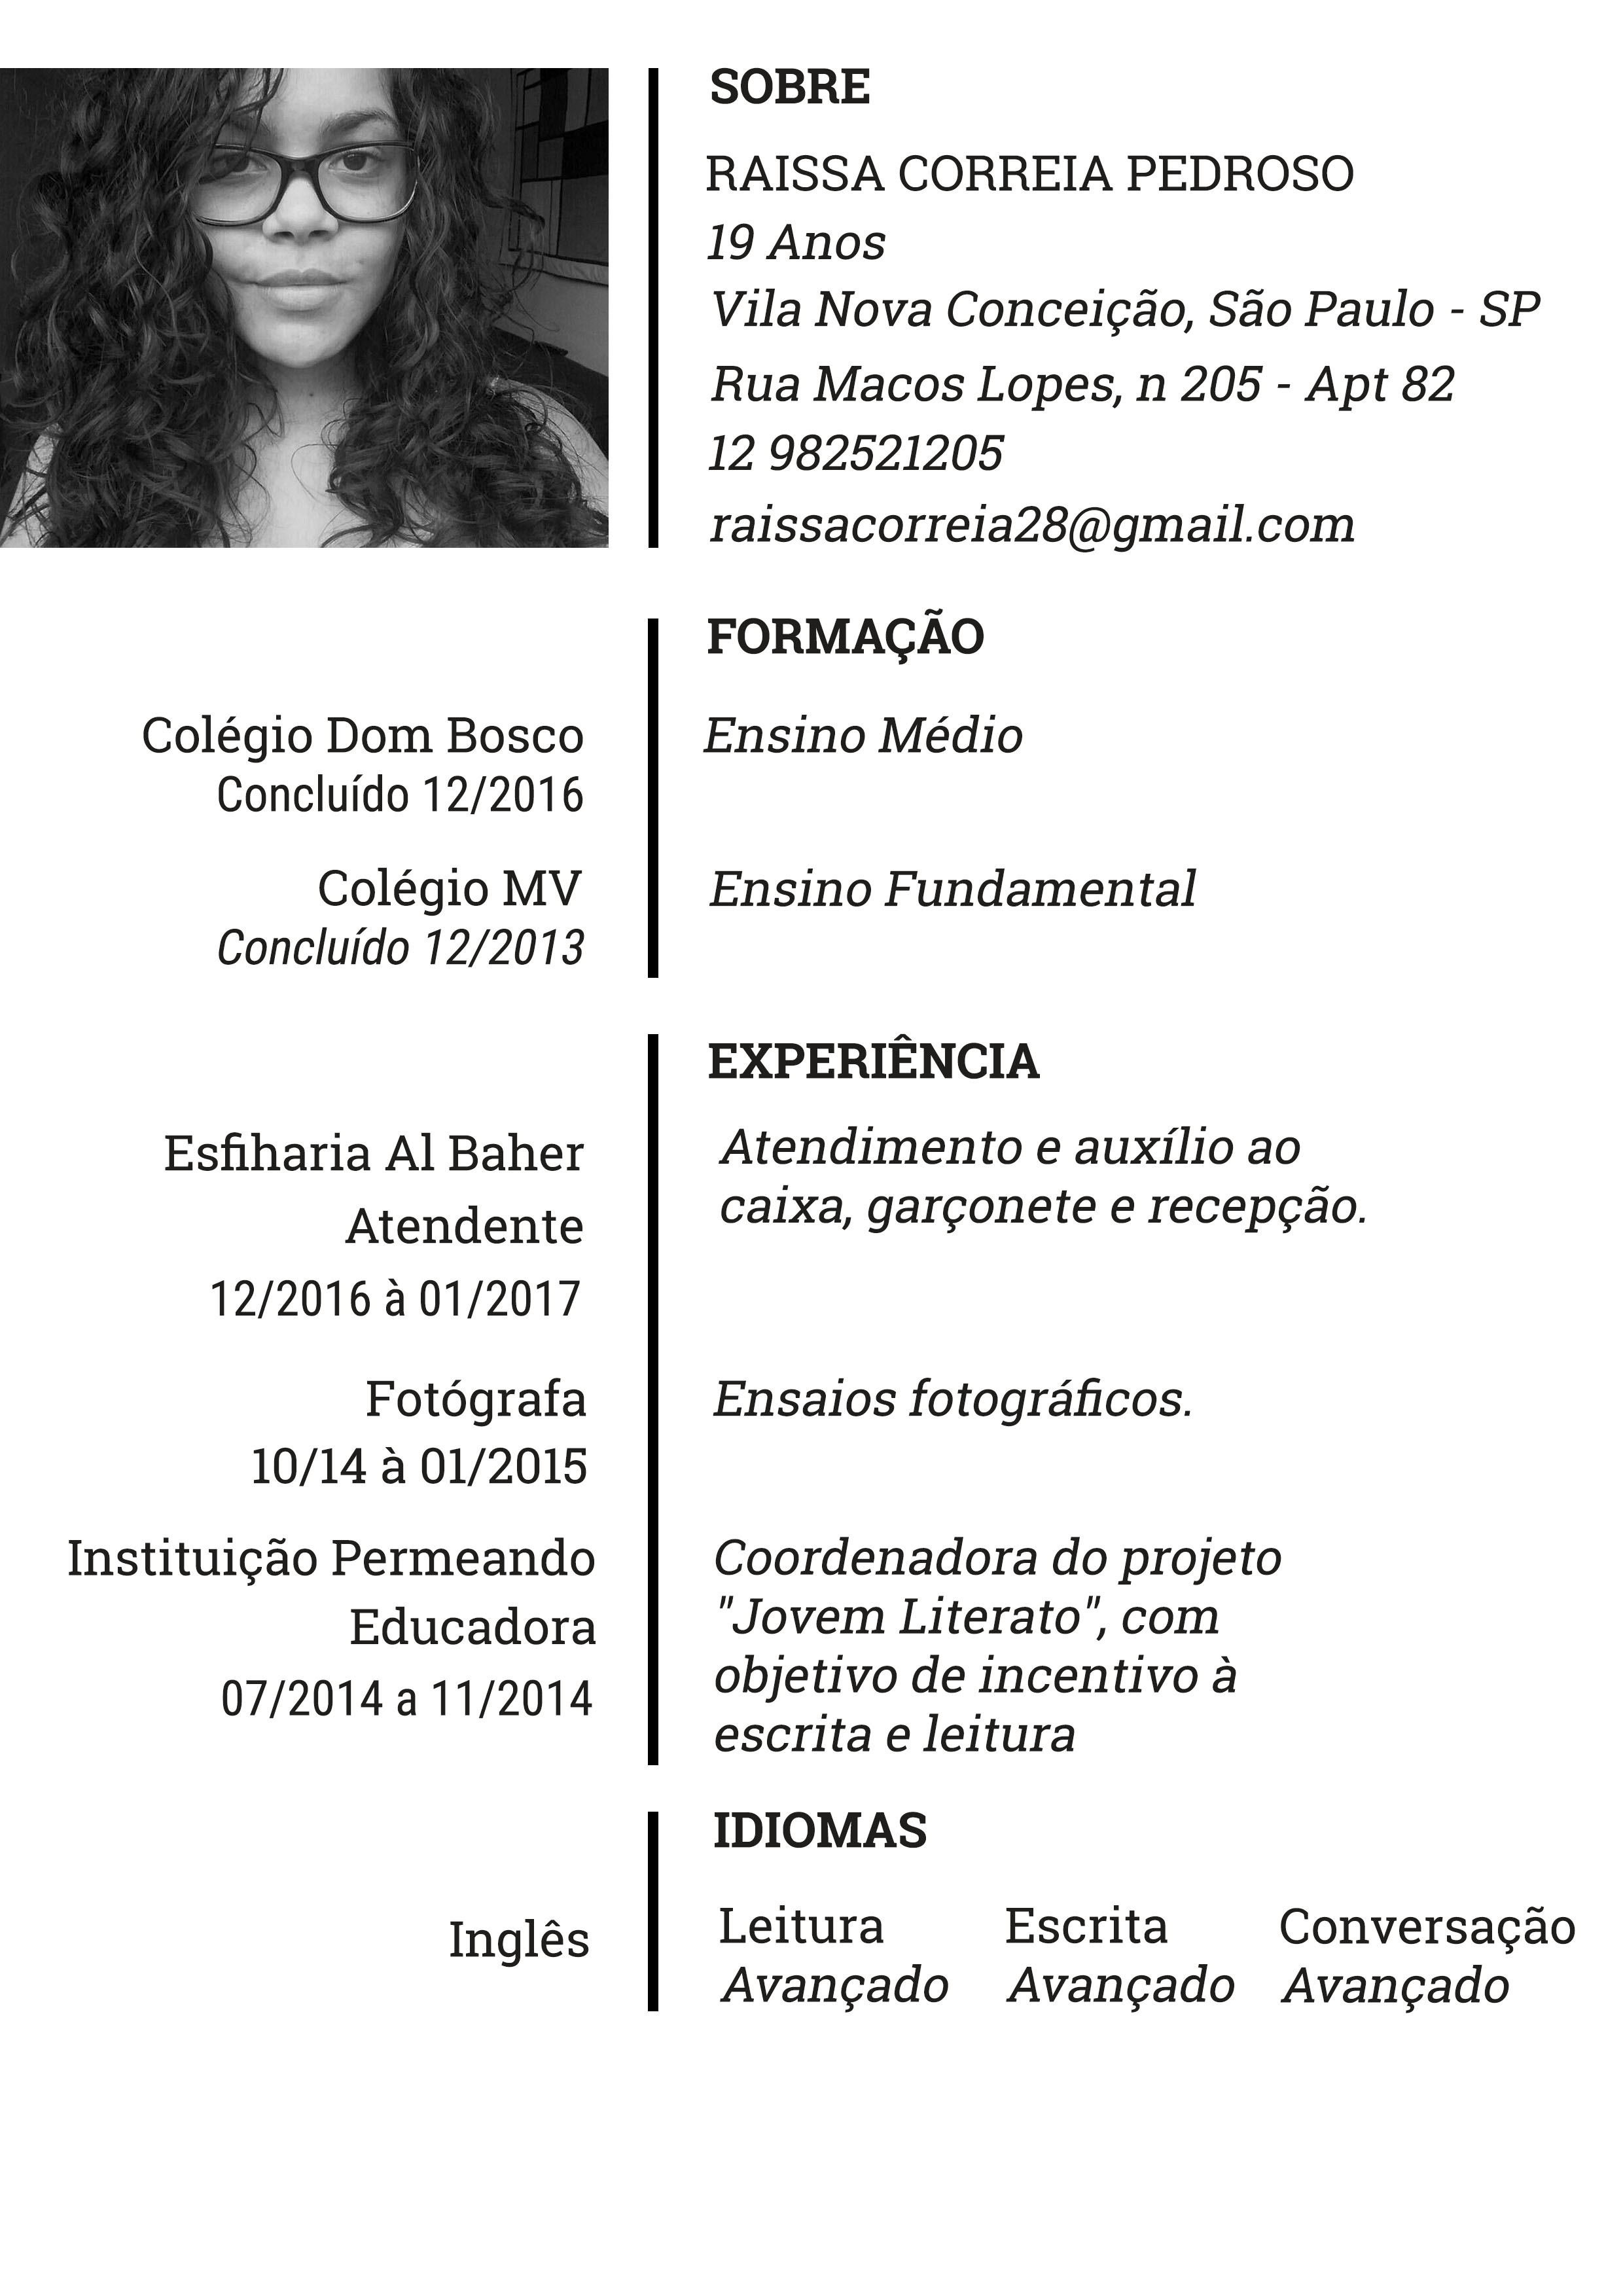 SOBRE
RAISSA CORREIA PEDROSO
19 Anos
Vila Nova Conceição, São Paulo - SP
Rua Macos Lopes, n 205 - Apt 82
12 982521205
raissacorreia28@gmail.com
FORMAÇÃO
Colégio Dom Bosco
Concluído 12/2016
Ensino Médio
Colégio MV
Concluído 12/2013
Ensino Fundamental
EXPERIÊNCIA
Esfiharia Al Baher
Atendente
12/2016 à 01/2017
Atendimento e auxílio ao
caixa, garçonete e recepção.
Fotógrafa
10/14 à 01/2015
Ensaios fotográficos.
Instituição Permeando
Educadora
07/2014 a 11/2014
Coordenadora do projeto
"Jovem Literato", com
objetivo de incentivo à
escrita e leitura
IDIOMAS
Inglês
Leitura Escrita Conversação
Avançado Avançado Avançado